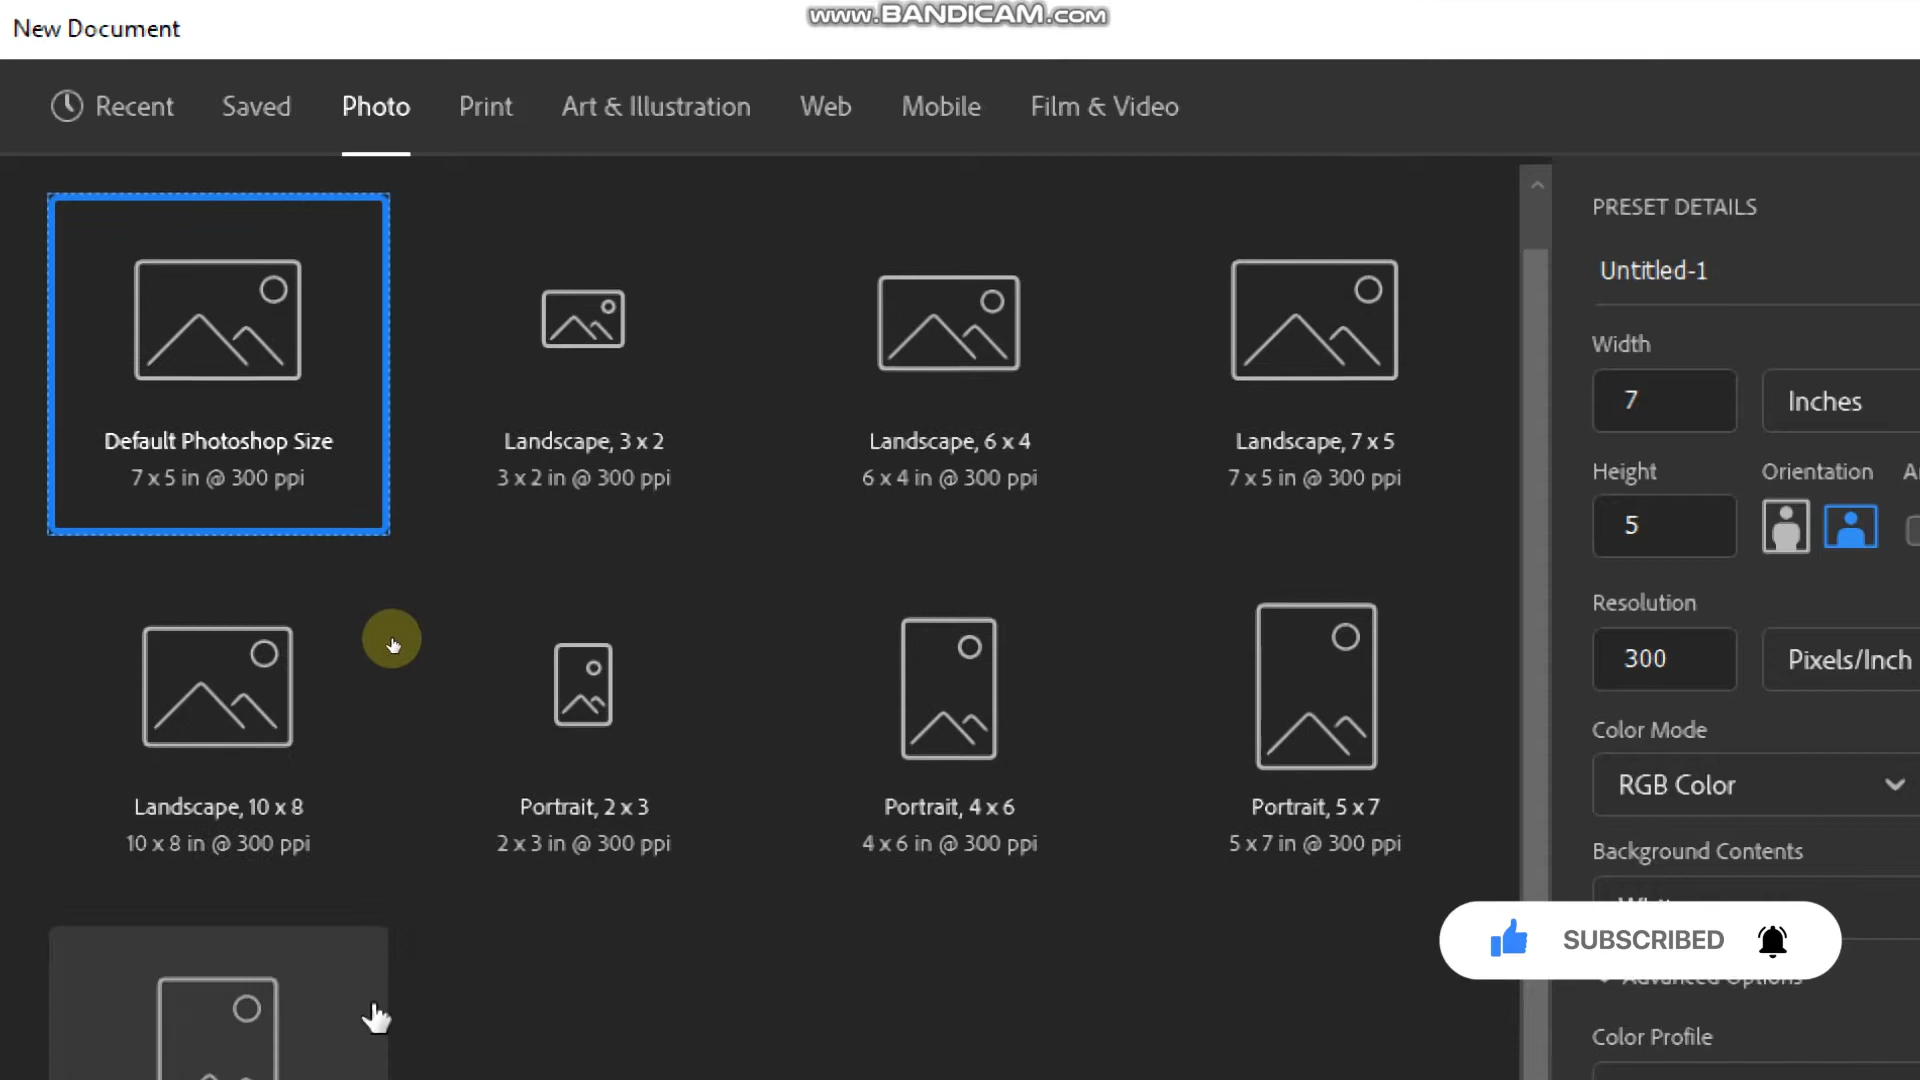 www.BANDICAM.com
New Document
Recent
Saved
Photo
Print
Art & Illustration
Web
Mobile
Film & Video
Default Photoshop Size
7 x 5 in @ 300 ppi
Landscape, 3 x 2
3 x 2 in @ 300 ppi
Landscape, 6 x 4
6 x 4 in @ 300 ppi
Landscape, 7 x 5
7 x 5 in @ 300 ppi
Landscape, 10 x 8
10 x 8 in @ 300 ppi
Portrait, 2 x 3
2 x 3 in @ 300 ppi
Portrait, 4 x 6
4 x 6 in @ 300 ppi
Portrait, 5 x 7
5 x 7 in @ 300 ppi
PRESET DETAILS
Untitled-1
Width
7
Inches
Height
Orientation
5
Resolution
300
Pixels/Inch
Color Mode
RGB Color
Background Contents
SUBSCRIBED
Advanced Options
Color Profile